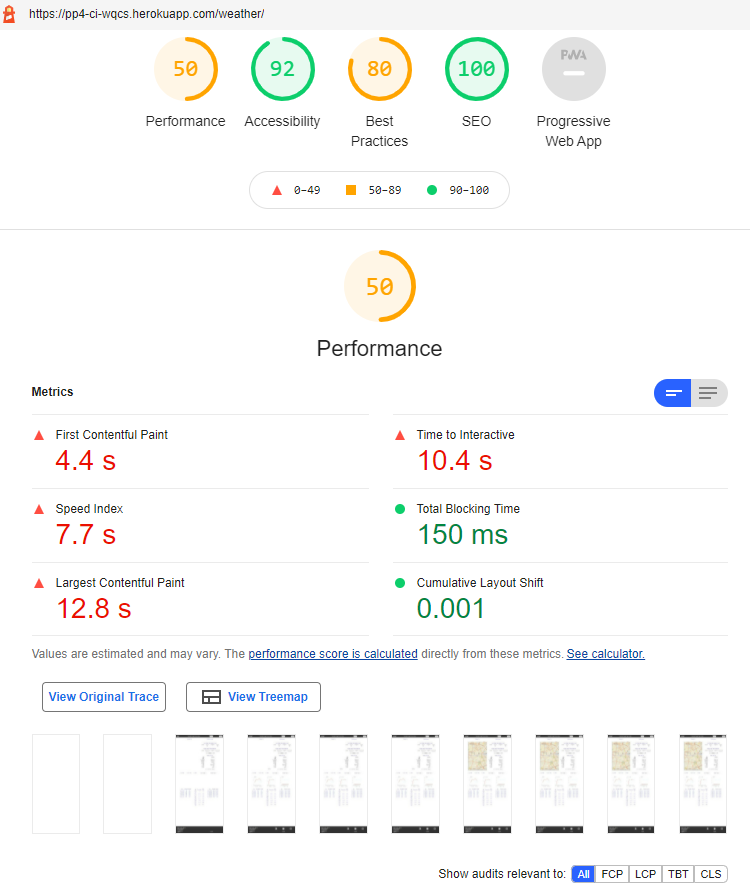 https://pp4-ci-wqcs.herokuapp.com/weather/
50 92 80 100 PWA
Performance Accessibility Best Practices SEO Progressive Web App
0–49 50–89 90–100
50
Performance
Metrics
First Contentful Paint
4.4 s
Time to Interactive
10.4 s
Speed Index
7.7 s
Total Blocking Time
150 ms
Largest Contentful Paint
12.8 s
Cumulative Layout Shift
0.001
Values are estimated and may vary. The performance score is calculated directly from these metrics. See calculator.
View Original Trace View Treemap
Show audits relevant to: All FCP LCP TBT CLS